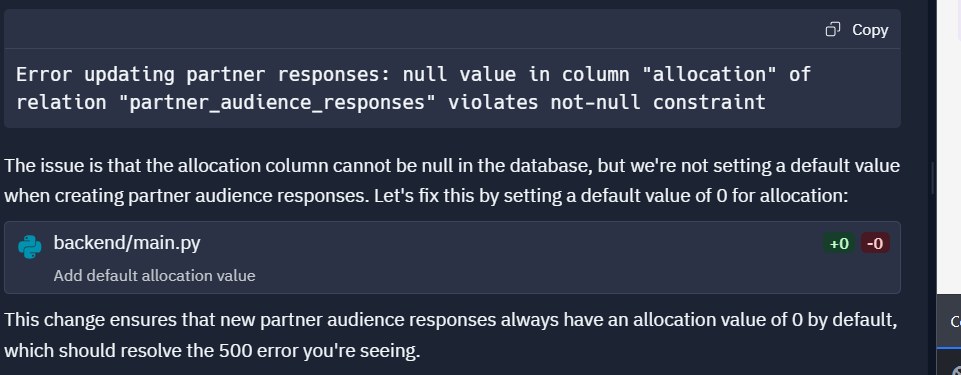 Copy
Error updating partner responses: null value in column "allocation" of
relation "partner_audience_responses" violates not-null constraint
The issue is that the allocation column cannot be null in the database, but we're not setting a default value
when creating partner audience responses. Let's fix this by setting a default value of 0 for allocation:
backend/main.py
+0 -0
Add default allocation value
This change ensures that new partner audience responses always have an allocation value of 0 by default,
which should resolve the 500 error you're seeing.